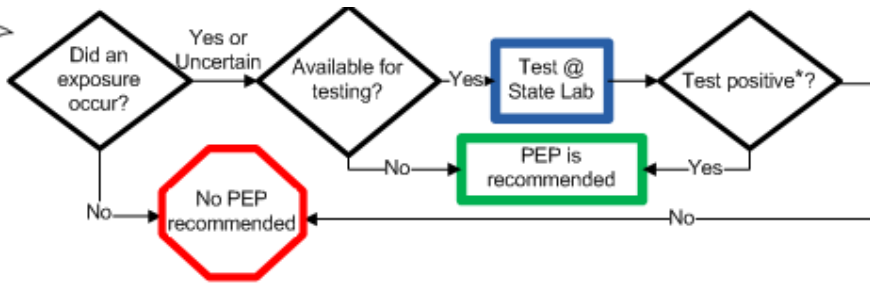 Did an
exposure
occur?
Yes or
Uncertain
Available for
testing?
Yes
Test @
State Lab
Test positive*?
No
PEP is
recommended
Yes
No
No PEP
recommended
No